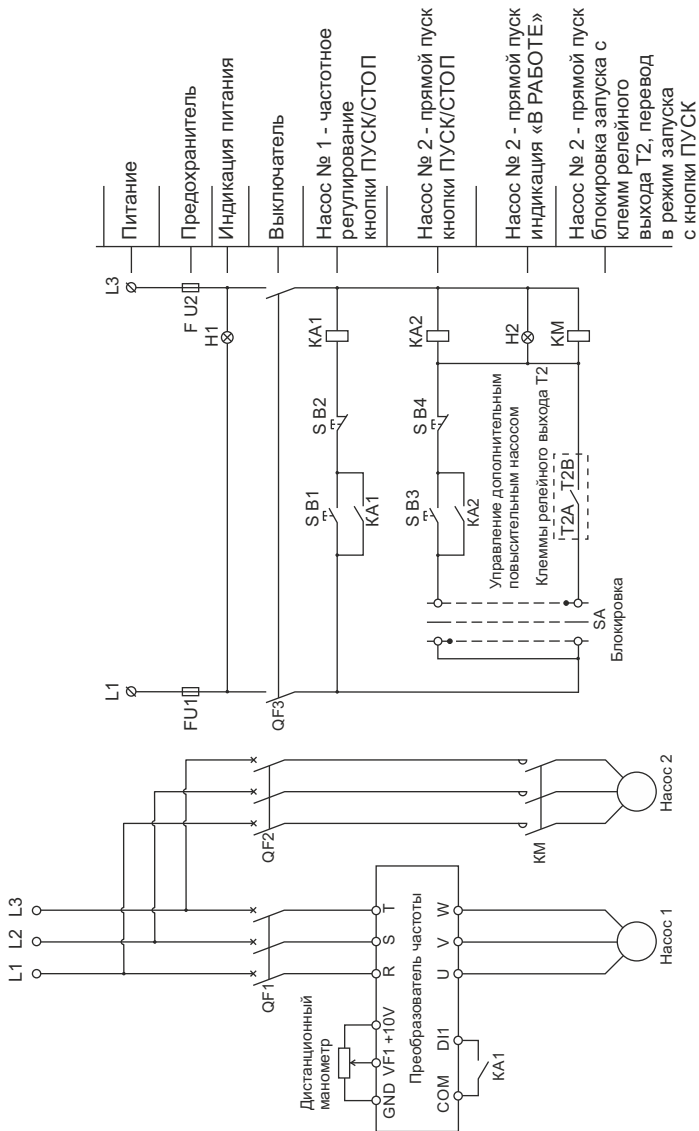 L1
L2
L3
QF1
QF2
Дистанционный
манометр
GND
VF1
+10V
R
S
T
Преобразователь частоты
COM
DI1
U
V
W
KA1
KM
Насос 1
Насос 2
L1
L3
FU1
F U2
H1
QF3
S B1
S B2
KA1
KA1
S B3
S B4
KA2
KA2
Управление дополнительным
повысительным насосом
H2
Клеммы релейного выхода T2
T2A
T2B
KM
SA
Блокировка
Питание
Предохранитель
Индикация питания
Выключатель
Насос № 1 - частотное
регулирование
кнопки ПУСК/СТОП
Насос № 2 - прямой пуск
кнопки ПУСК/СТОП
Насос № 2 - прямой пуск
индикация «В РАБОТЕ»
Насос № 2 - прямой пуск
блокировка запуска с
клемм релейного
выхода Т2, перевод
в режим запуска
с кнопки ПУСК